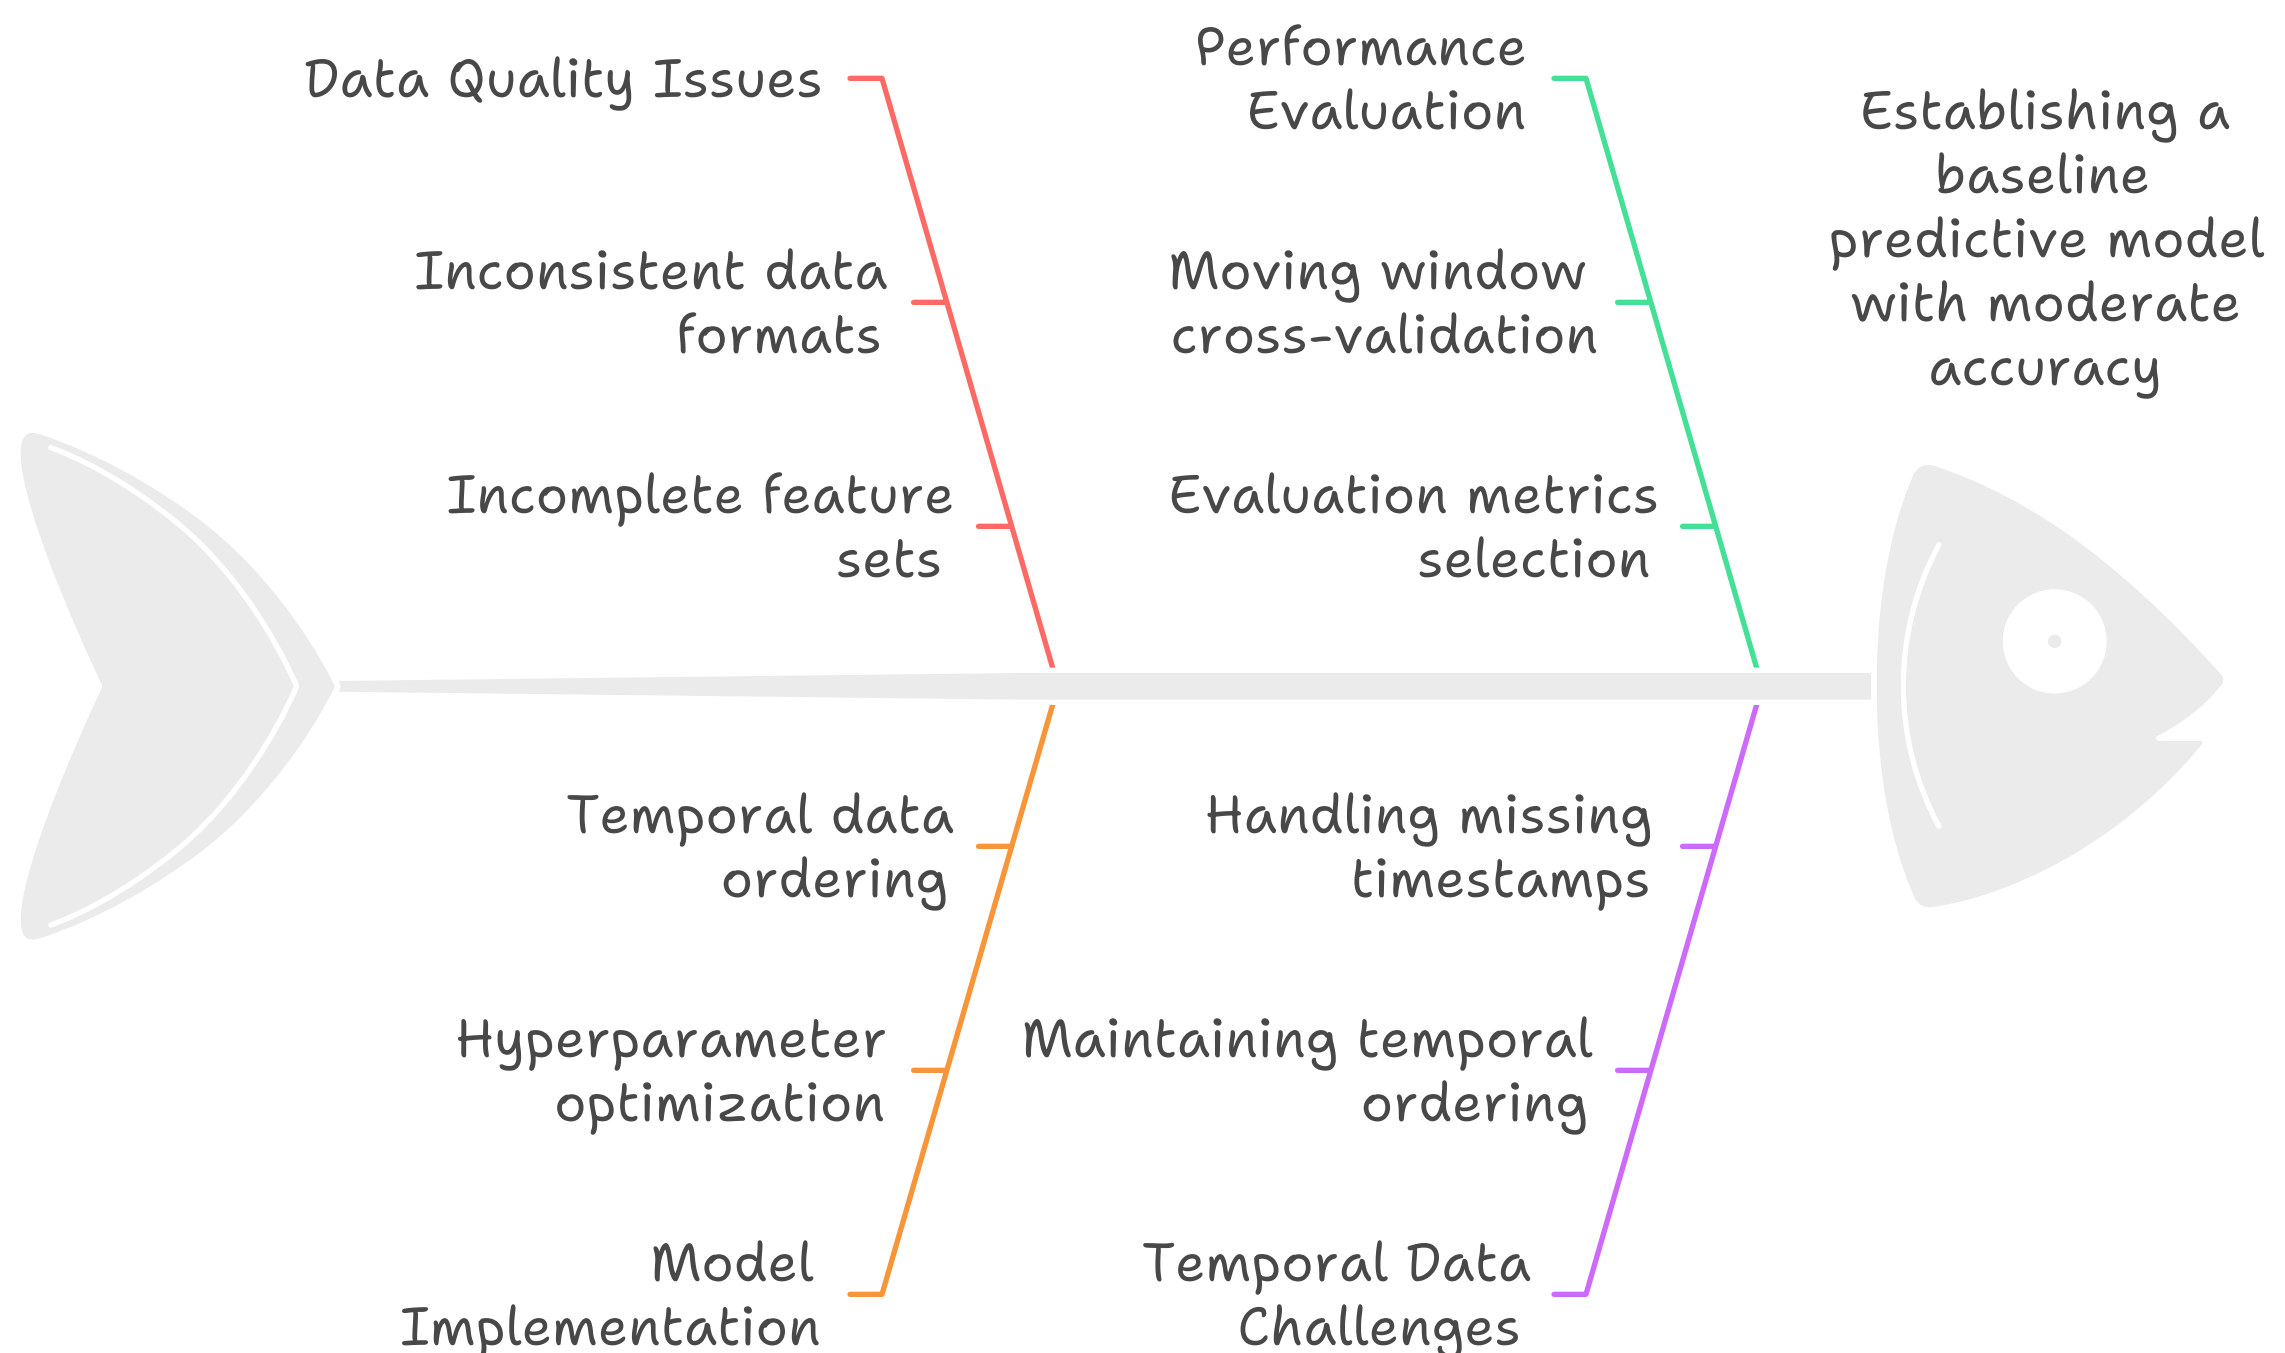 Data Quality Issues
Inconsistent data
formats
Incomplete feature
sets
Performance
Evaluation
Moving window
cross-validation
Evaluation metrics
selection
Establishing a
baseline
predictive model
with moderate
accuracy
Temporal data
ordering
Hyperparameter
optimization
Model
Implementation
Handling missing
timestamps
Maintaining temporal
ordering
Temporal Data
Challenges